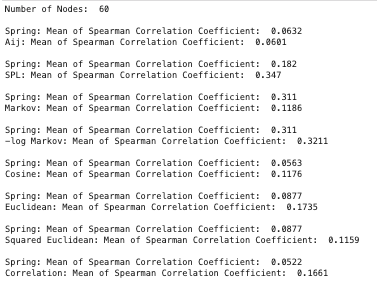 Number of Nodes:  60
Spring: Mean of Spearman Correlation Coefficient:  0.0632
Aij: Mean of Spearman Correlation Coefficient:  0.0601
Spring: Mean of Spearman Correlation Coefficient:  0.182
SPL: Mean of Spearman Correlation Coefficient:  0.347
Spring: Mean of Spearman Correlation Coefficient:  0.311
Markov: Mean of Spearman Correlation Coefficient:  0.1186
Spring: Mean of Spearman Correlation Coefficient:  0.311
−log Markov: Mean of Spearman Correlation Coefficient:  0.3211
Spring: Mean of Spearman Correlation Coefficient:  0.0563
Cosine: Mean of Spearman Correlation Coefficient:  0.1176
Spring: Mean of Spearman Correlation Coefficient:  0.0877
Euclidean: Mean of Spearman Correlation Coefficient:  0.1735
Spring: Mean of Spearman Correlation Coefficient:  0.0877
Squared Euclidean: Mean of Spearman Correlation Coefficient:  0.1159
Spring: Mean of Spearman Correlation Coefficient:  0.0522
Correlation: Mean of Spearman Correlation Coefficient:  0.1661